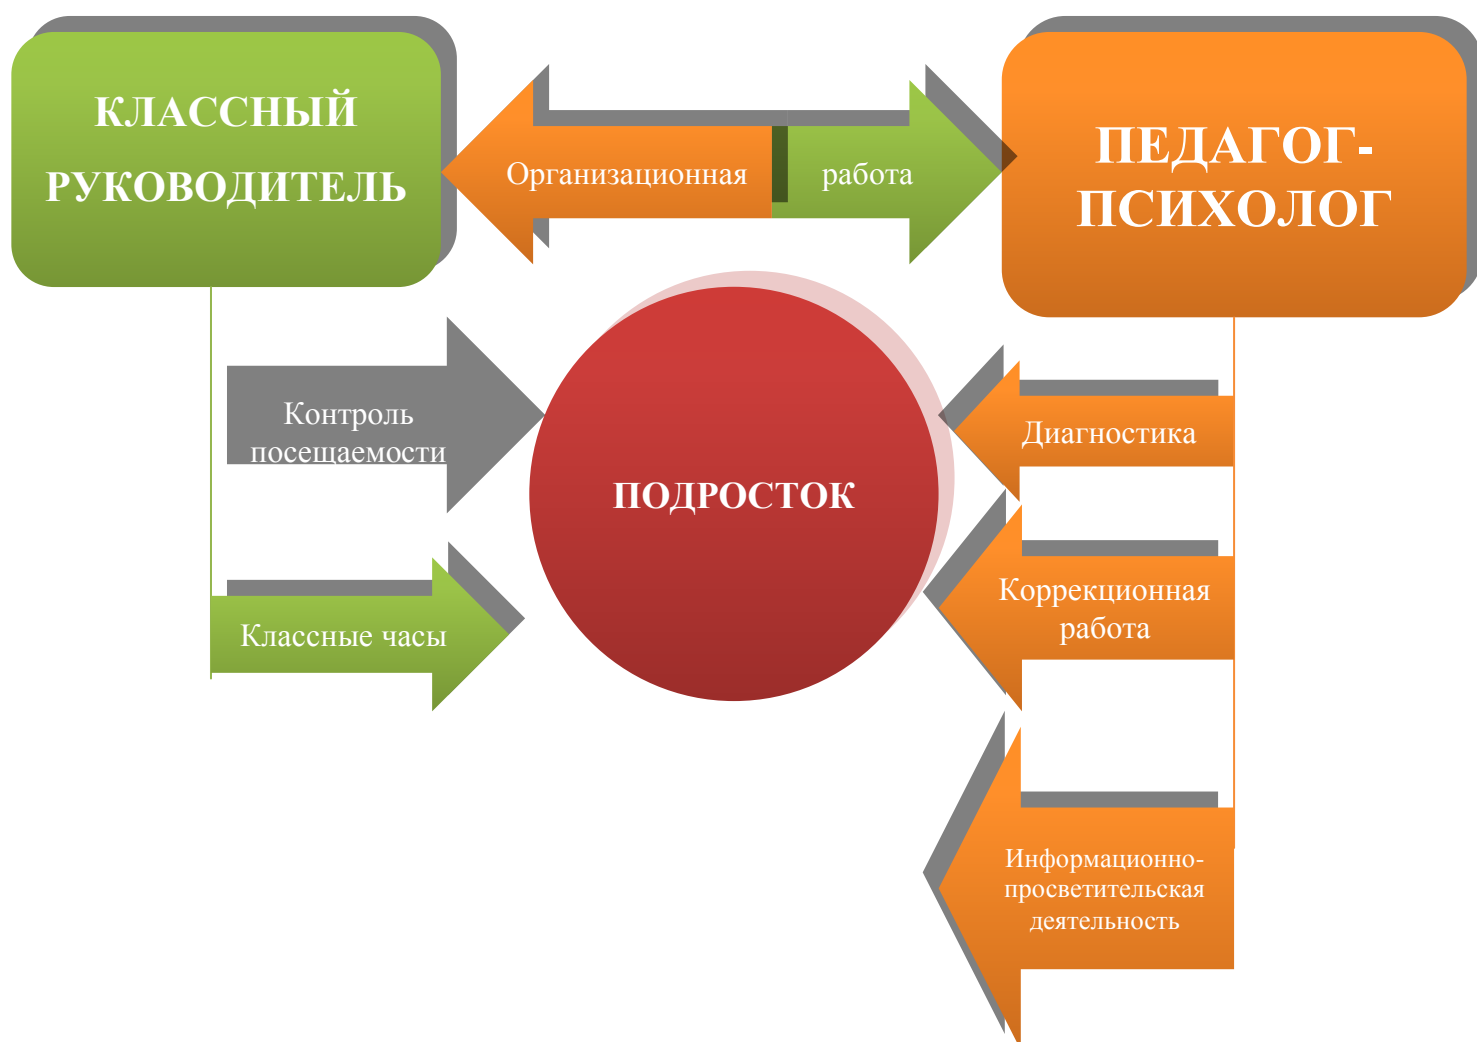 КЛАССНЫЙ
РУКОВОДИТЕЛЬ
Организационная
работа
ПЕДАГОГ-
ПСИХОЛОГ
Контроль
посещаемости
Классные часы
ПОДРОСТОК
Диагностика
Коррекционная
работа
Информационно-
просветительская
деятельность